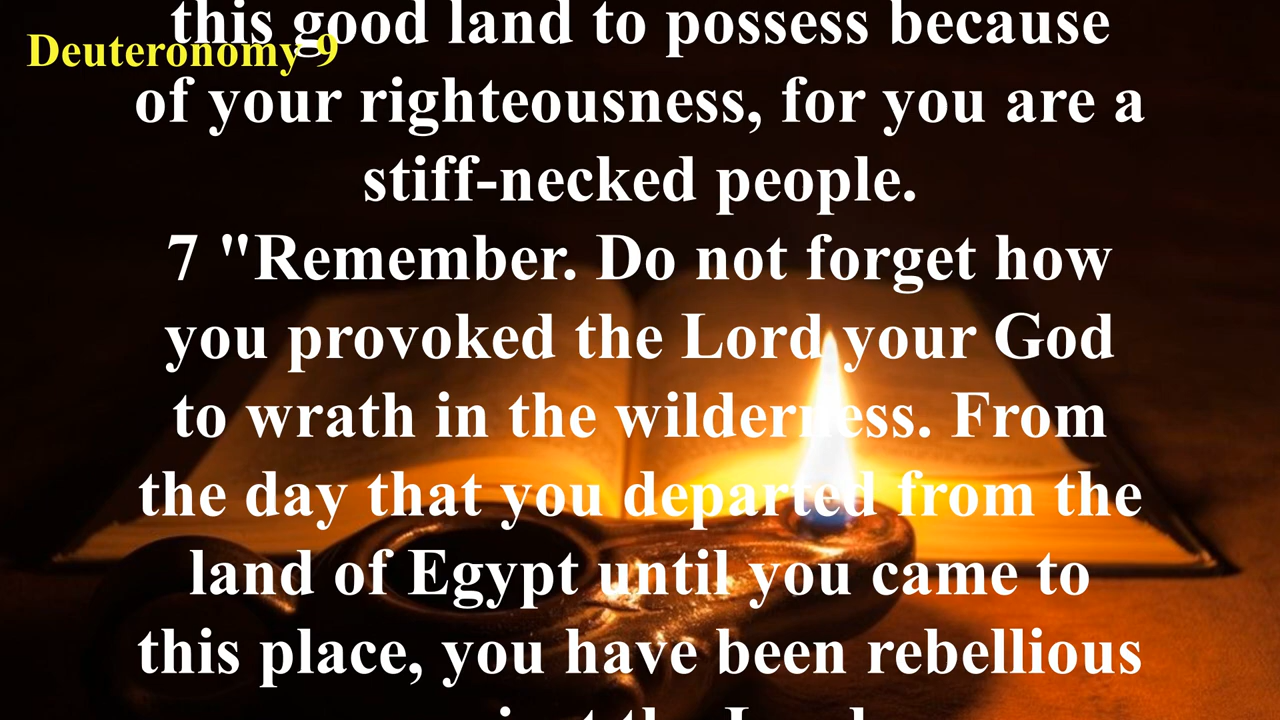 this good land to possess because
Deuteronomy 9
of your righteousness, for you are a
stiff-necked people.
7 "Remember. Do not forget how
you provoked the Lord your God
to wrath in the wilderness. From
the day that you departed from the
land of Egypt until you came to
this place, you have been rebellious